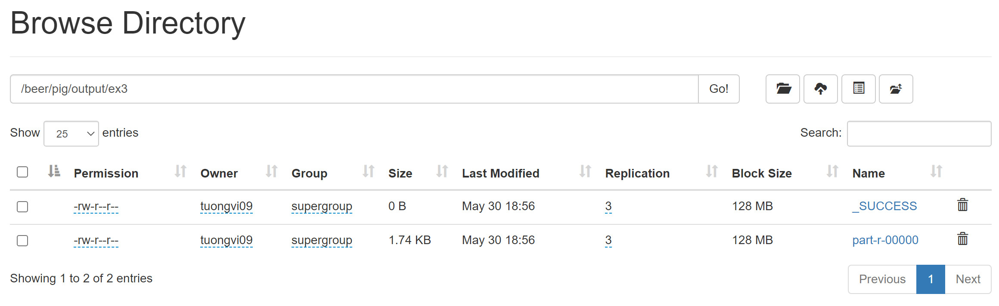 Browse Directory
/beer/pig/output/ex3 Go!
Show 25 entries Search:
Permission Owner Group Size Last Modified Replication Block Size Name
-rw-r--r-- tuongvi09 supergroup 0 B May 30 18:56 3 128 MB _SUCCESS
-rw-r--r-- tuongvi09 supergroup 1.74 KB May 30 18:56 3 128 MB part-r-00000
Showing 1 to 2 of 2 entries Previous 1 Next